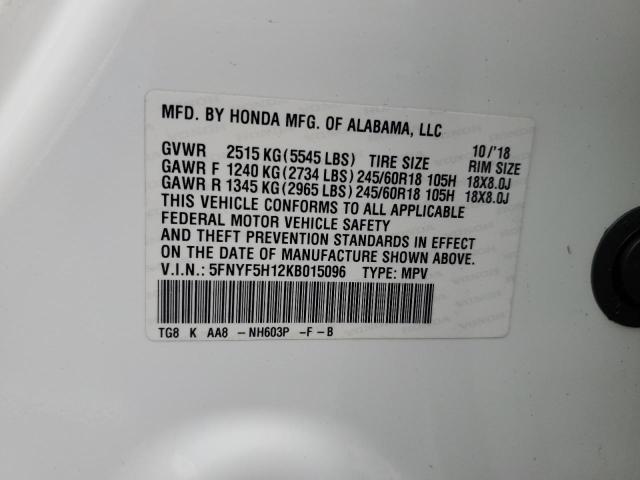 MFD. BY HONDA MFG. OF ALABAMA, LLC
GVWR 2515 KG (5545 LBS) TIRE SIZE 10/'18 RIM SIZE
GAWR F 1240 KG (2734 LBS) 245/60R18 105H 18X8.0J
GAWR R 1345 KG (2965 LBS) 245/60R18 105H 18X8.0J
THIS VEHICLE CONFORMS TO ALL APPLICABLE
FEDERAL MOTOR VEHICLE SAFETY
AND THEFT PREVENTION STANDARDS IN EFFECT
ON THE DATE OF MANUFACTURE SHOWN ABOVE.
V.I.N.: 5FNYF5H12KB015096 TYPE: MPV
TG8 K AA8 -NH603P -F-B